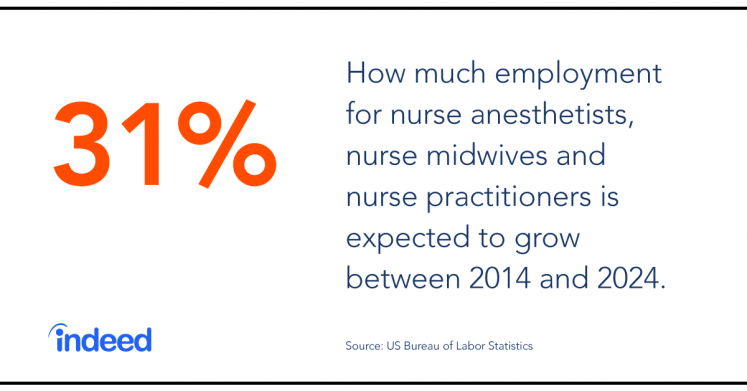 31%
How much employment
for nurse anesthetists,
nurse midwives and
nurse practitioners is
expected to grow
between 2014 and 2024.
indeed
Source: US Bureau of Labor Statistics